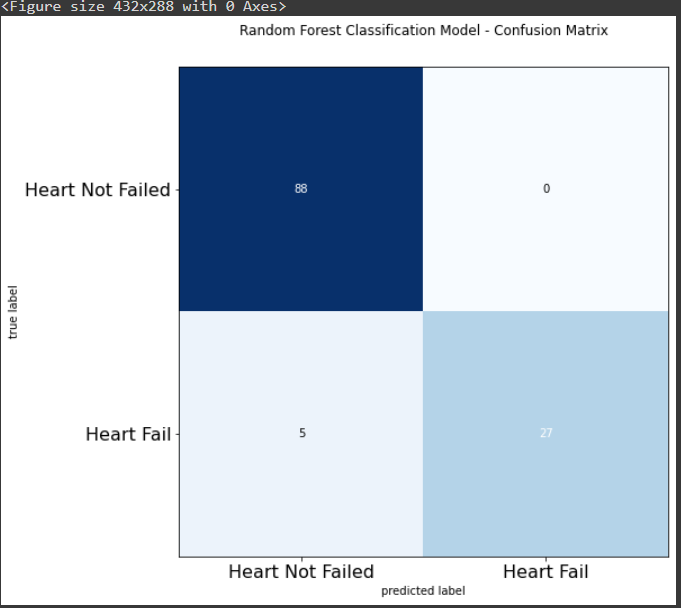 <Figure size 432x288 with 0 Axes>
Random Forest Classification Model - Confusion Matrix
Heart Not Failed
88
0
true label
Heart Fail
5
27
Heart Not Failed
Heart Fail
predicted label